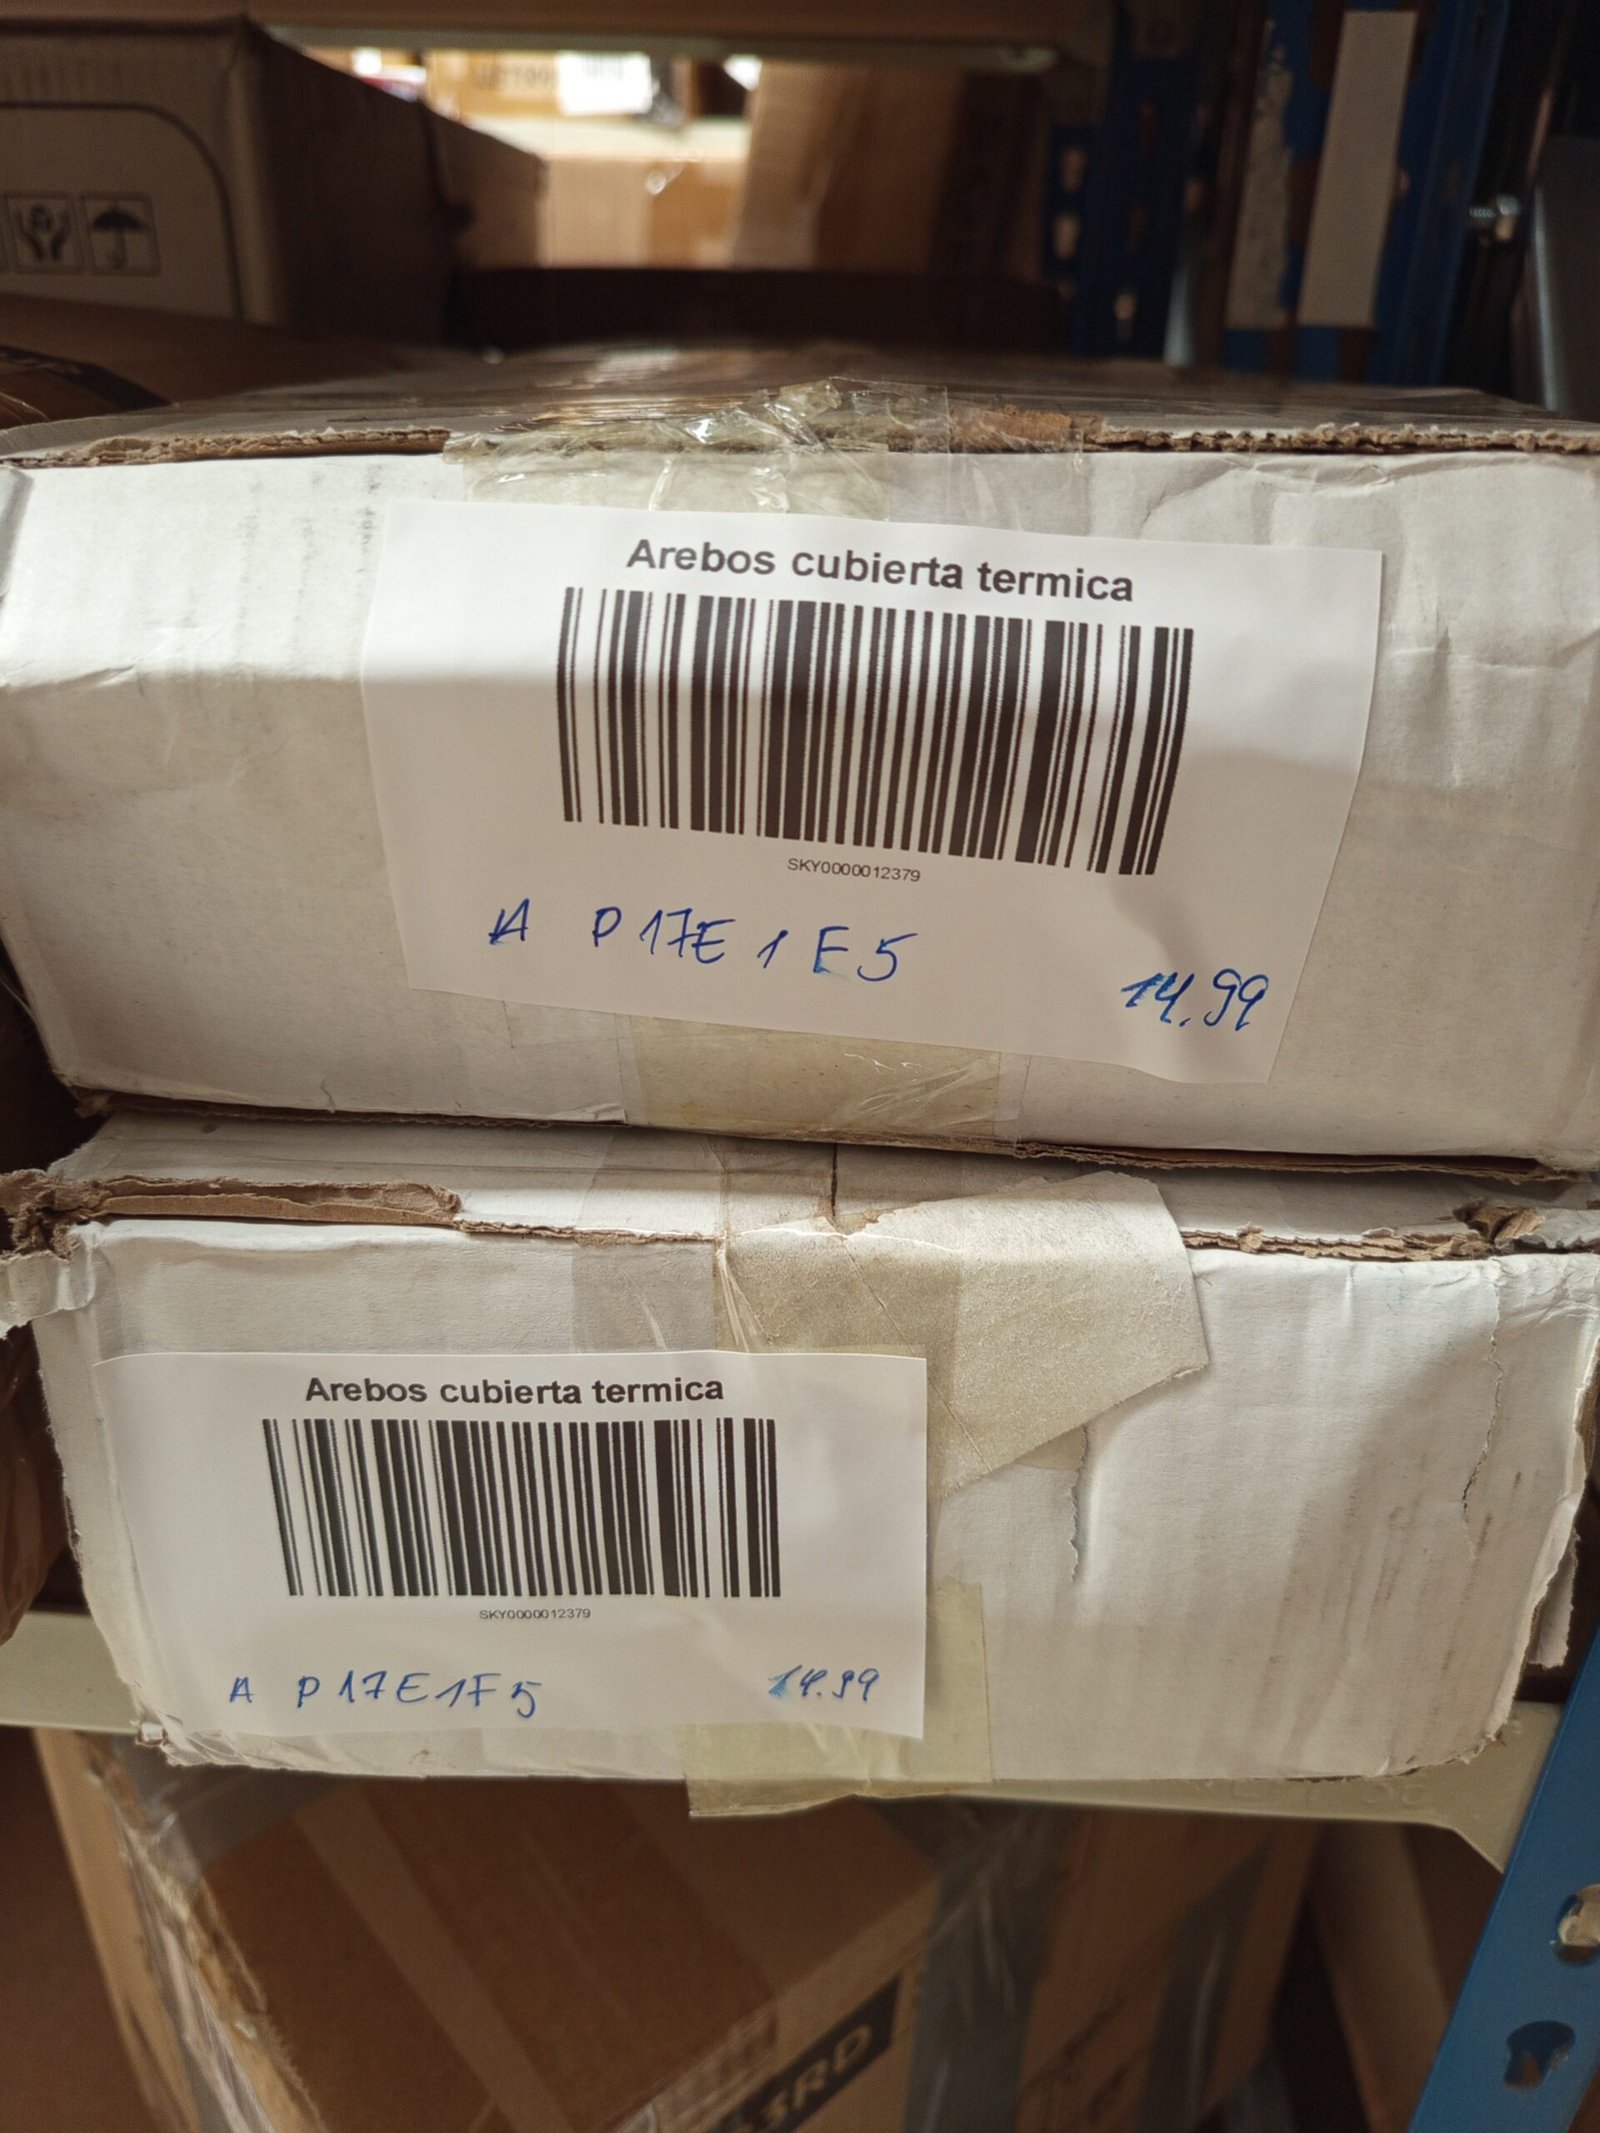 Arebos cubierta termica
SKY0000012379
A P17E1E5
14.99
Arebos cubierta termica
SKY0000012379
A P17E1F5
14.99